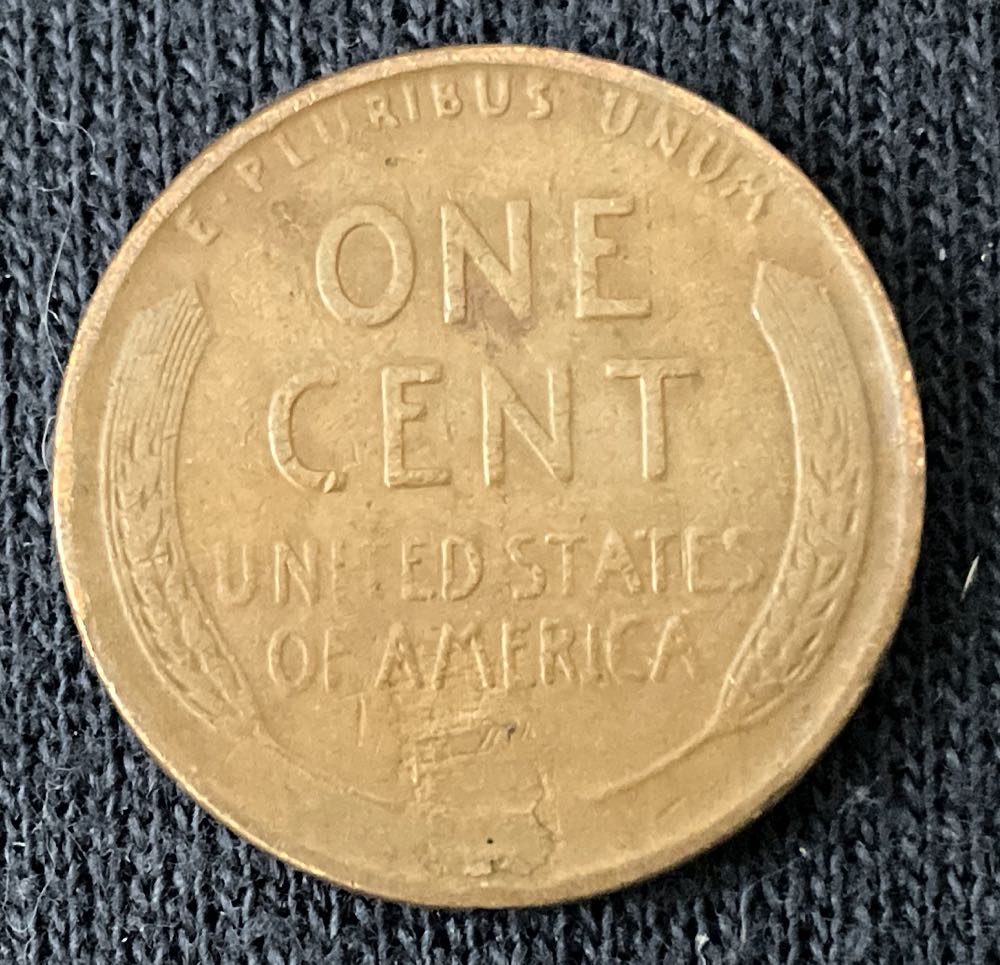 E · PLURIBUS UNUM
ONE
CENT
UNITED STATES
OF AMERICA